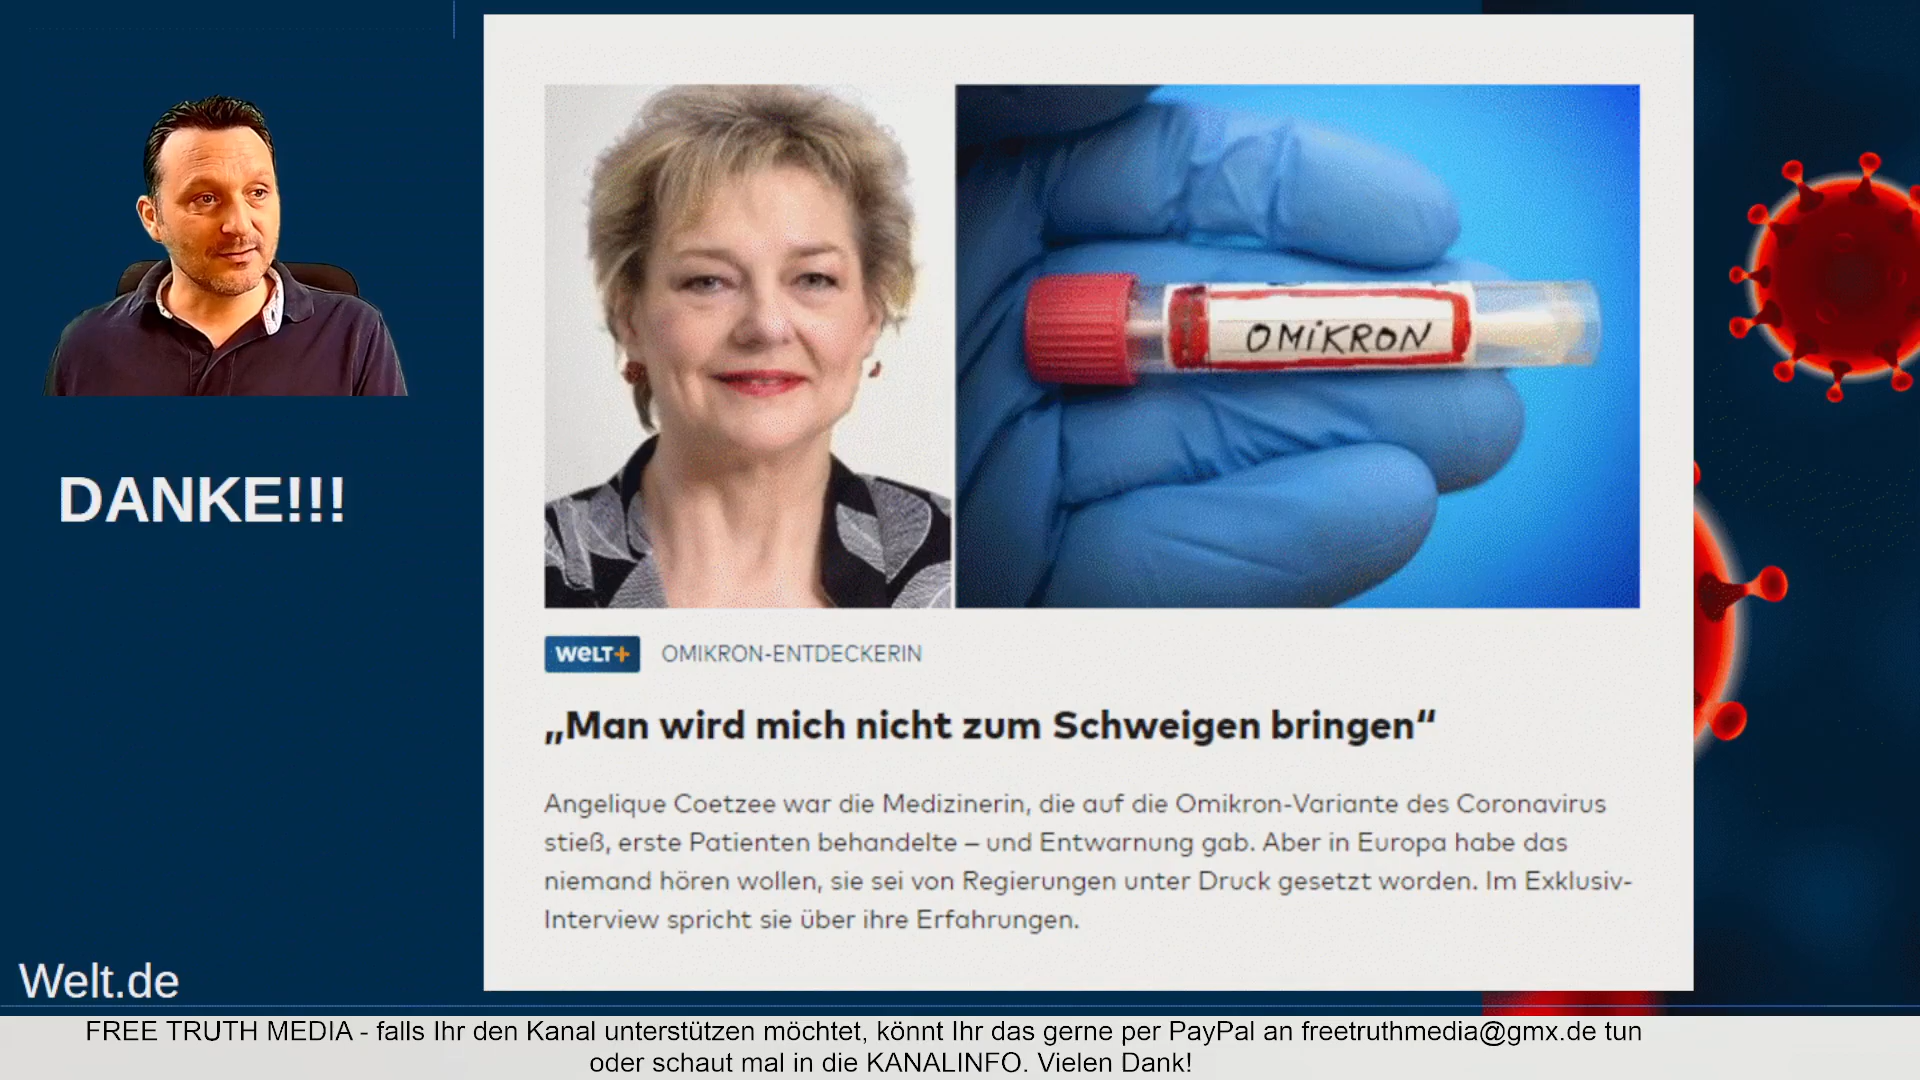 OMIKRON
DANKE!!!
WELT+ OMIKRON-ENTDECKERIN
„Man wird mich nicht zum Schweigen bringen“
Angelique Coetzee war die Medizinerin, die auf die Omikron-Variante des Coronavirus
stieß, erste Patienten behandelte – und Entwarnung gab. Aber in Europa habe das
niemand hören wollen, sie sei von Regierungen unter Druck gesetzt worden. Im Exklusiv-
Interview spricht sie über ihre Erfahrungen.
Welt.de
FREE TRUTH MEDIA - falls Ihr den Kanal unterstützen möchtet, könnt Ihr das gerne per PayPal an freetruthmedia@gmx.de tun
oder schaut mal in die KANALINFO. Vielen Dank!